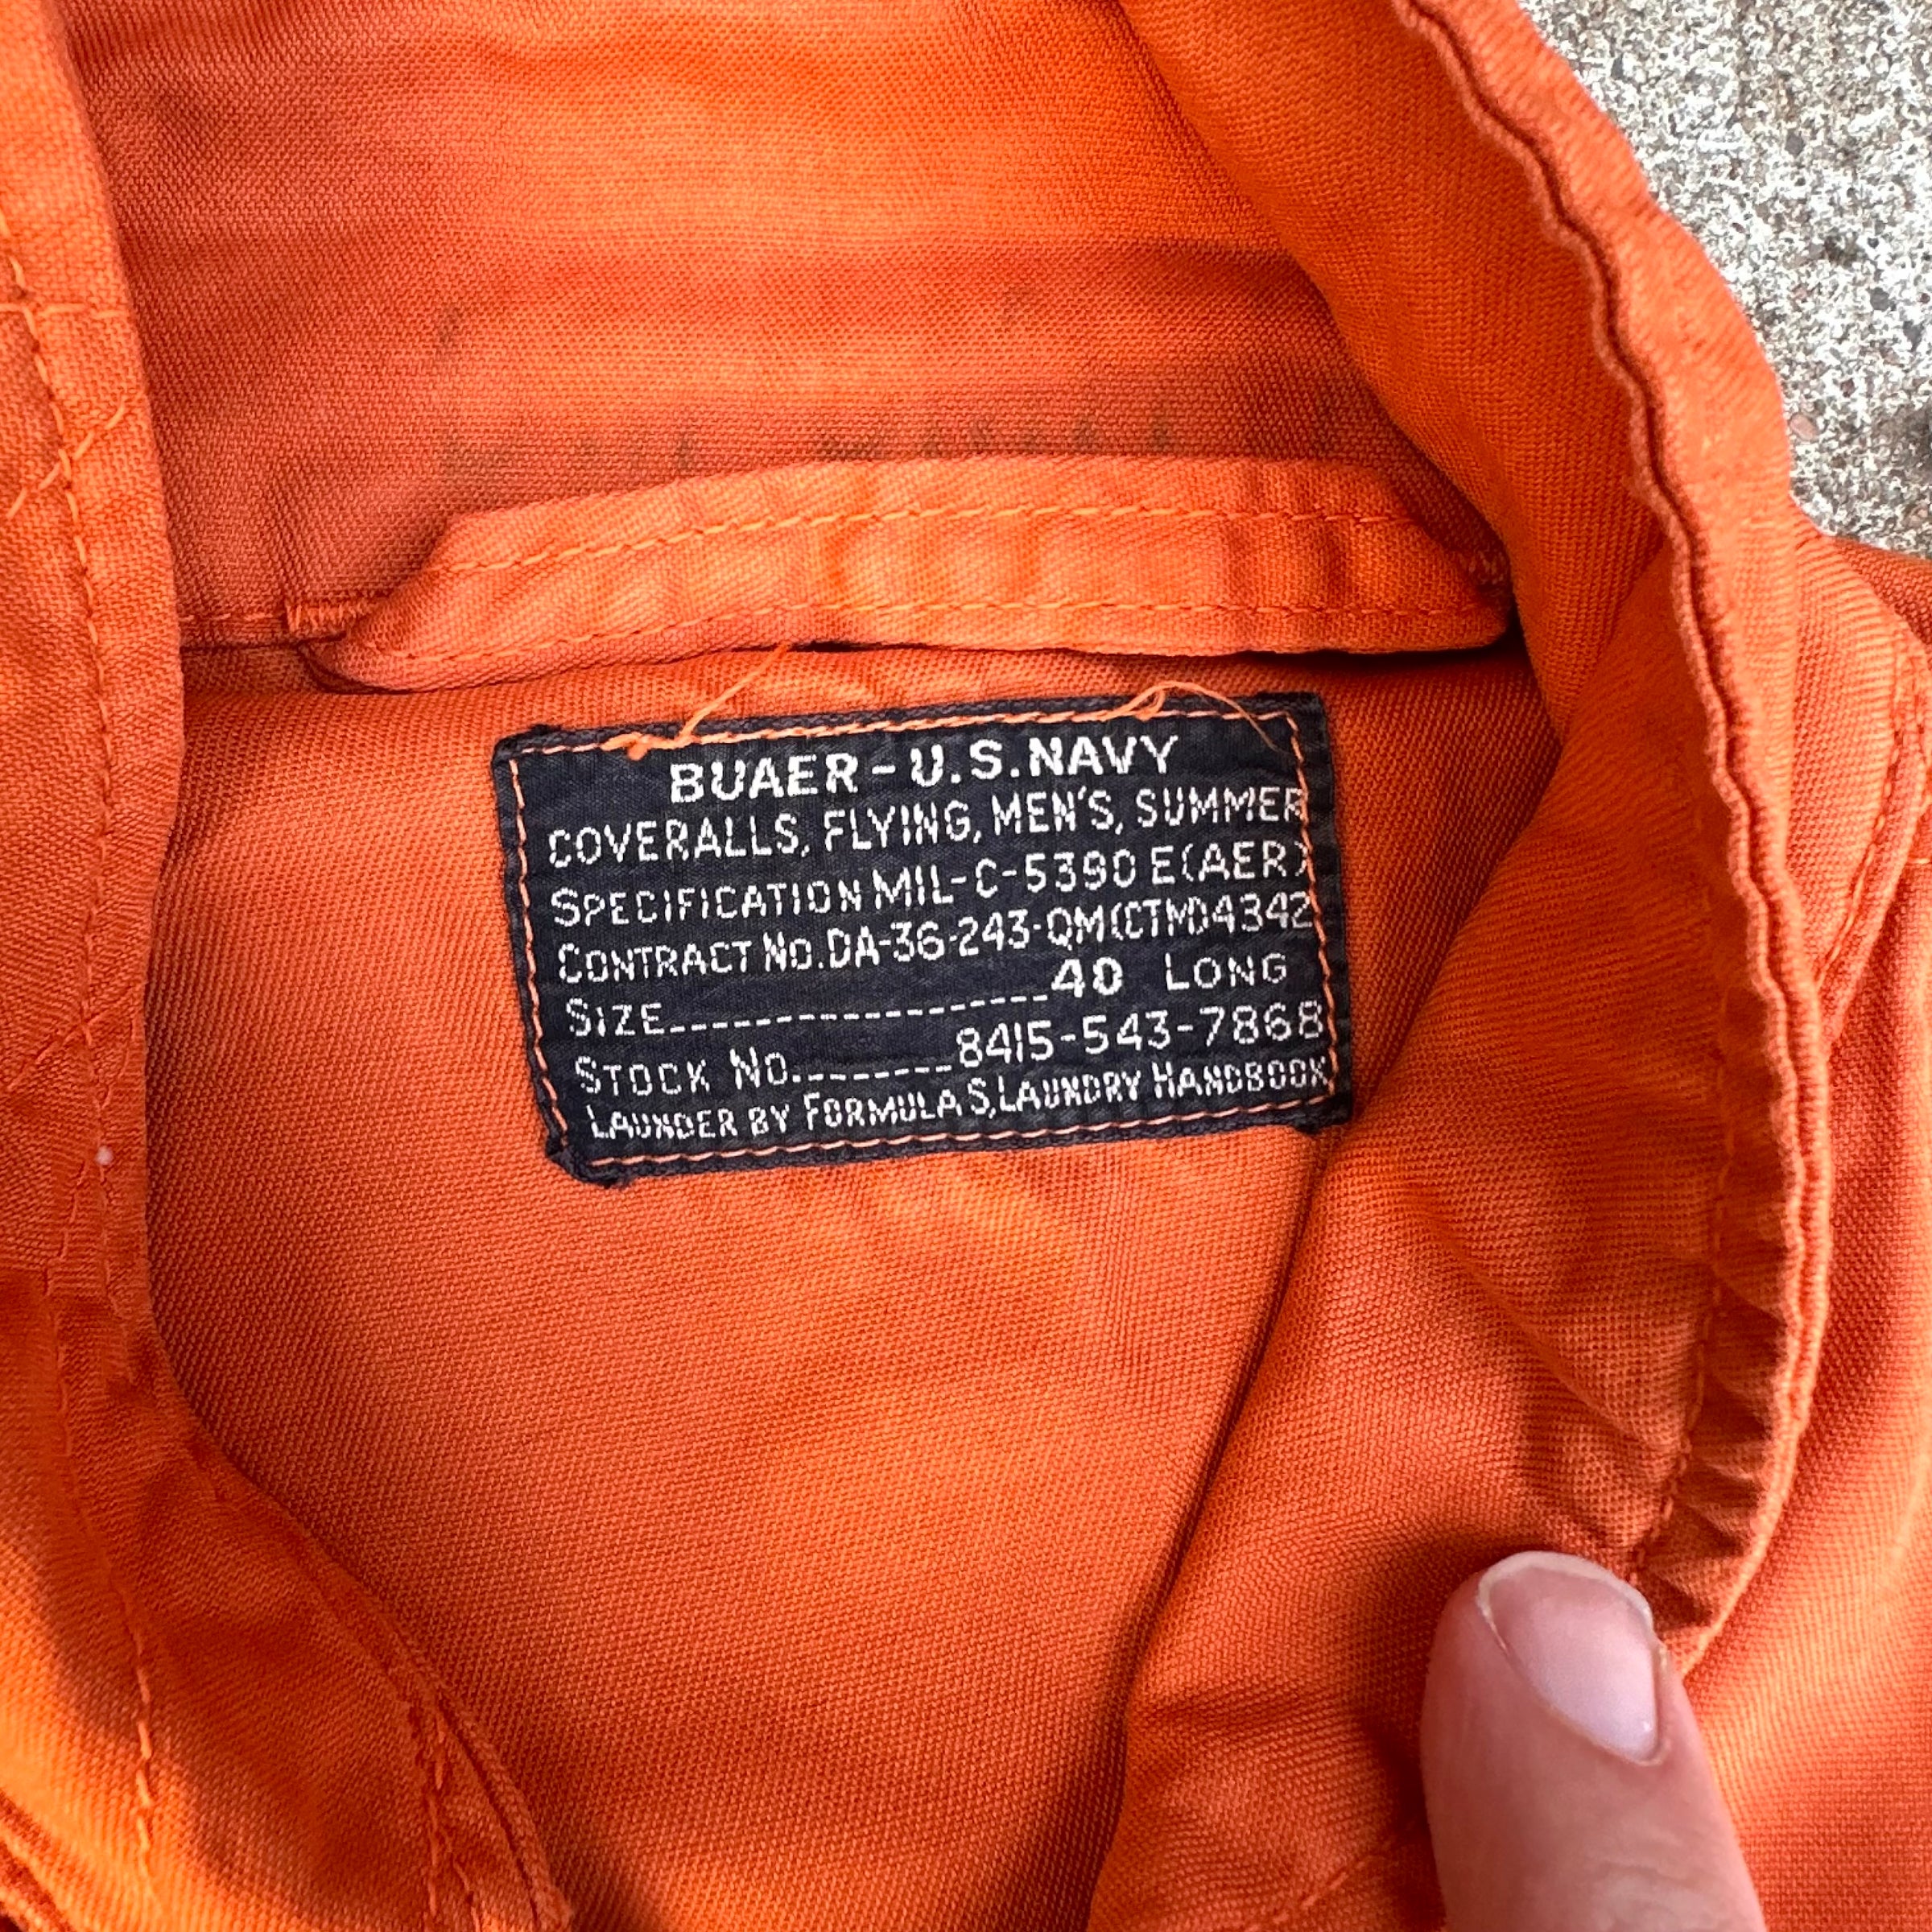 BUAER-U.S. NAVY
COVERALLS, FLYING, MEN'S, SUMMER
SPECIFICATION MIL-C-5390 E(AER)
CONTRACT NO. DA-36-243-QM(CTM)4342
SIZE------------------40 LONG
STOCK NO.--------8415-543-7868
LAUNDER BY FORMULA S, LAUNDRY HANDBOOK